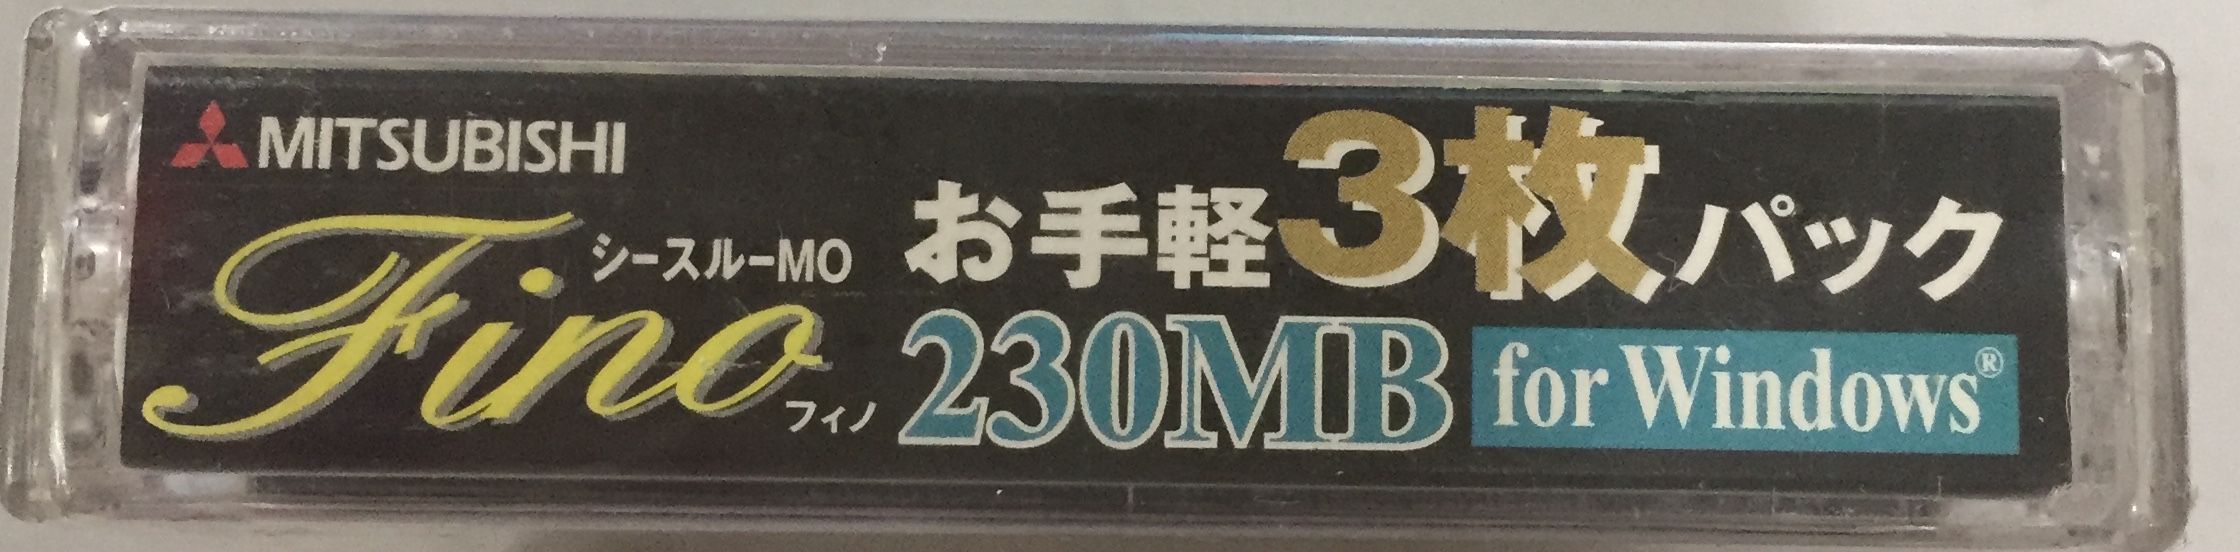 MITSUBISHI
Fino
シースルーMO
フィノ
お手軽3枚パック
230MB
for Windows®